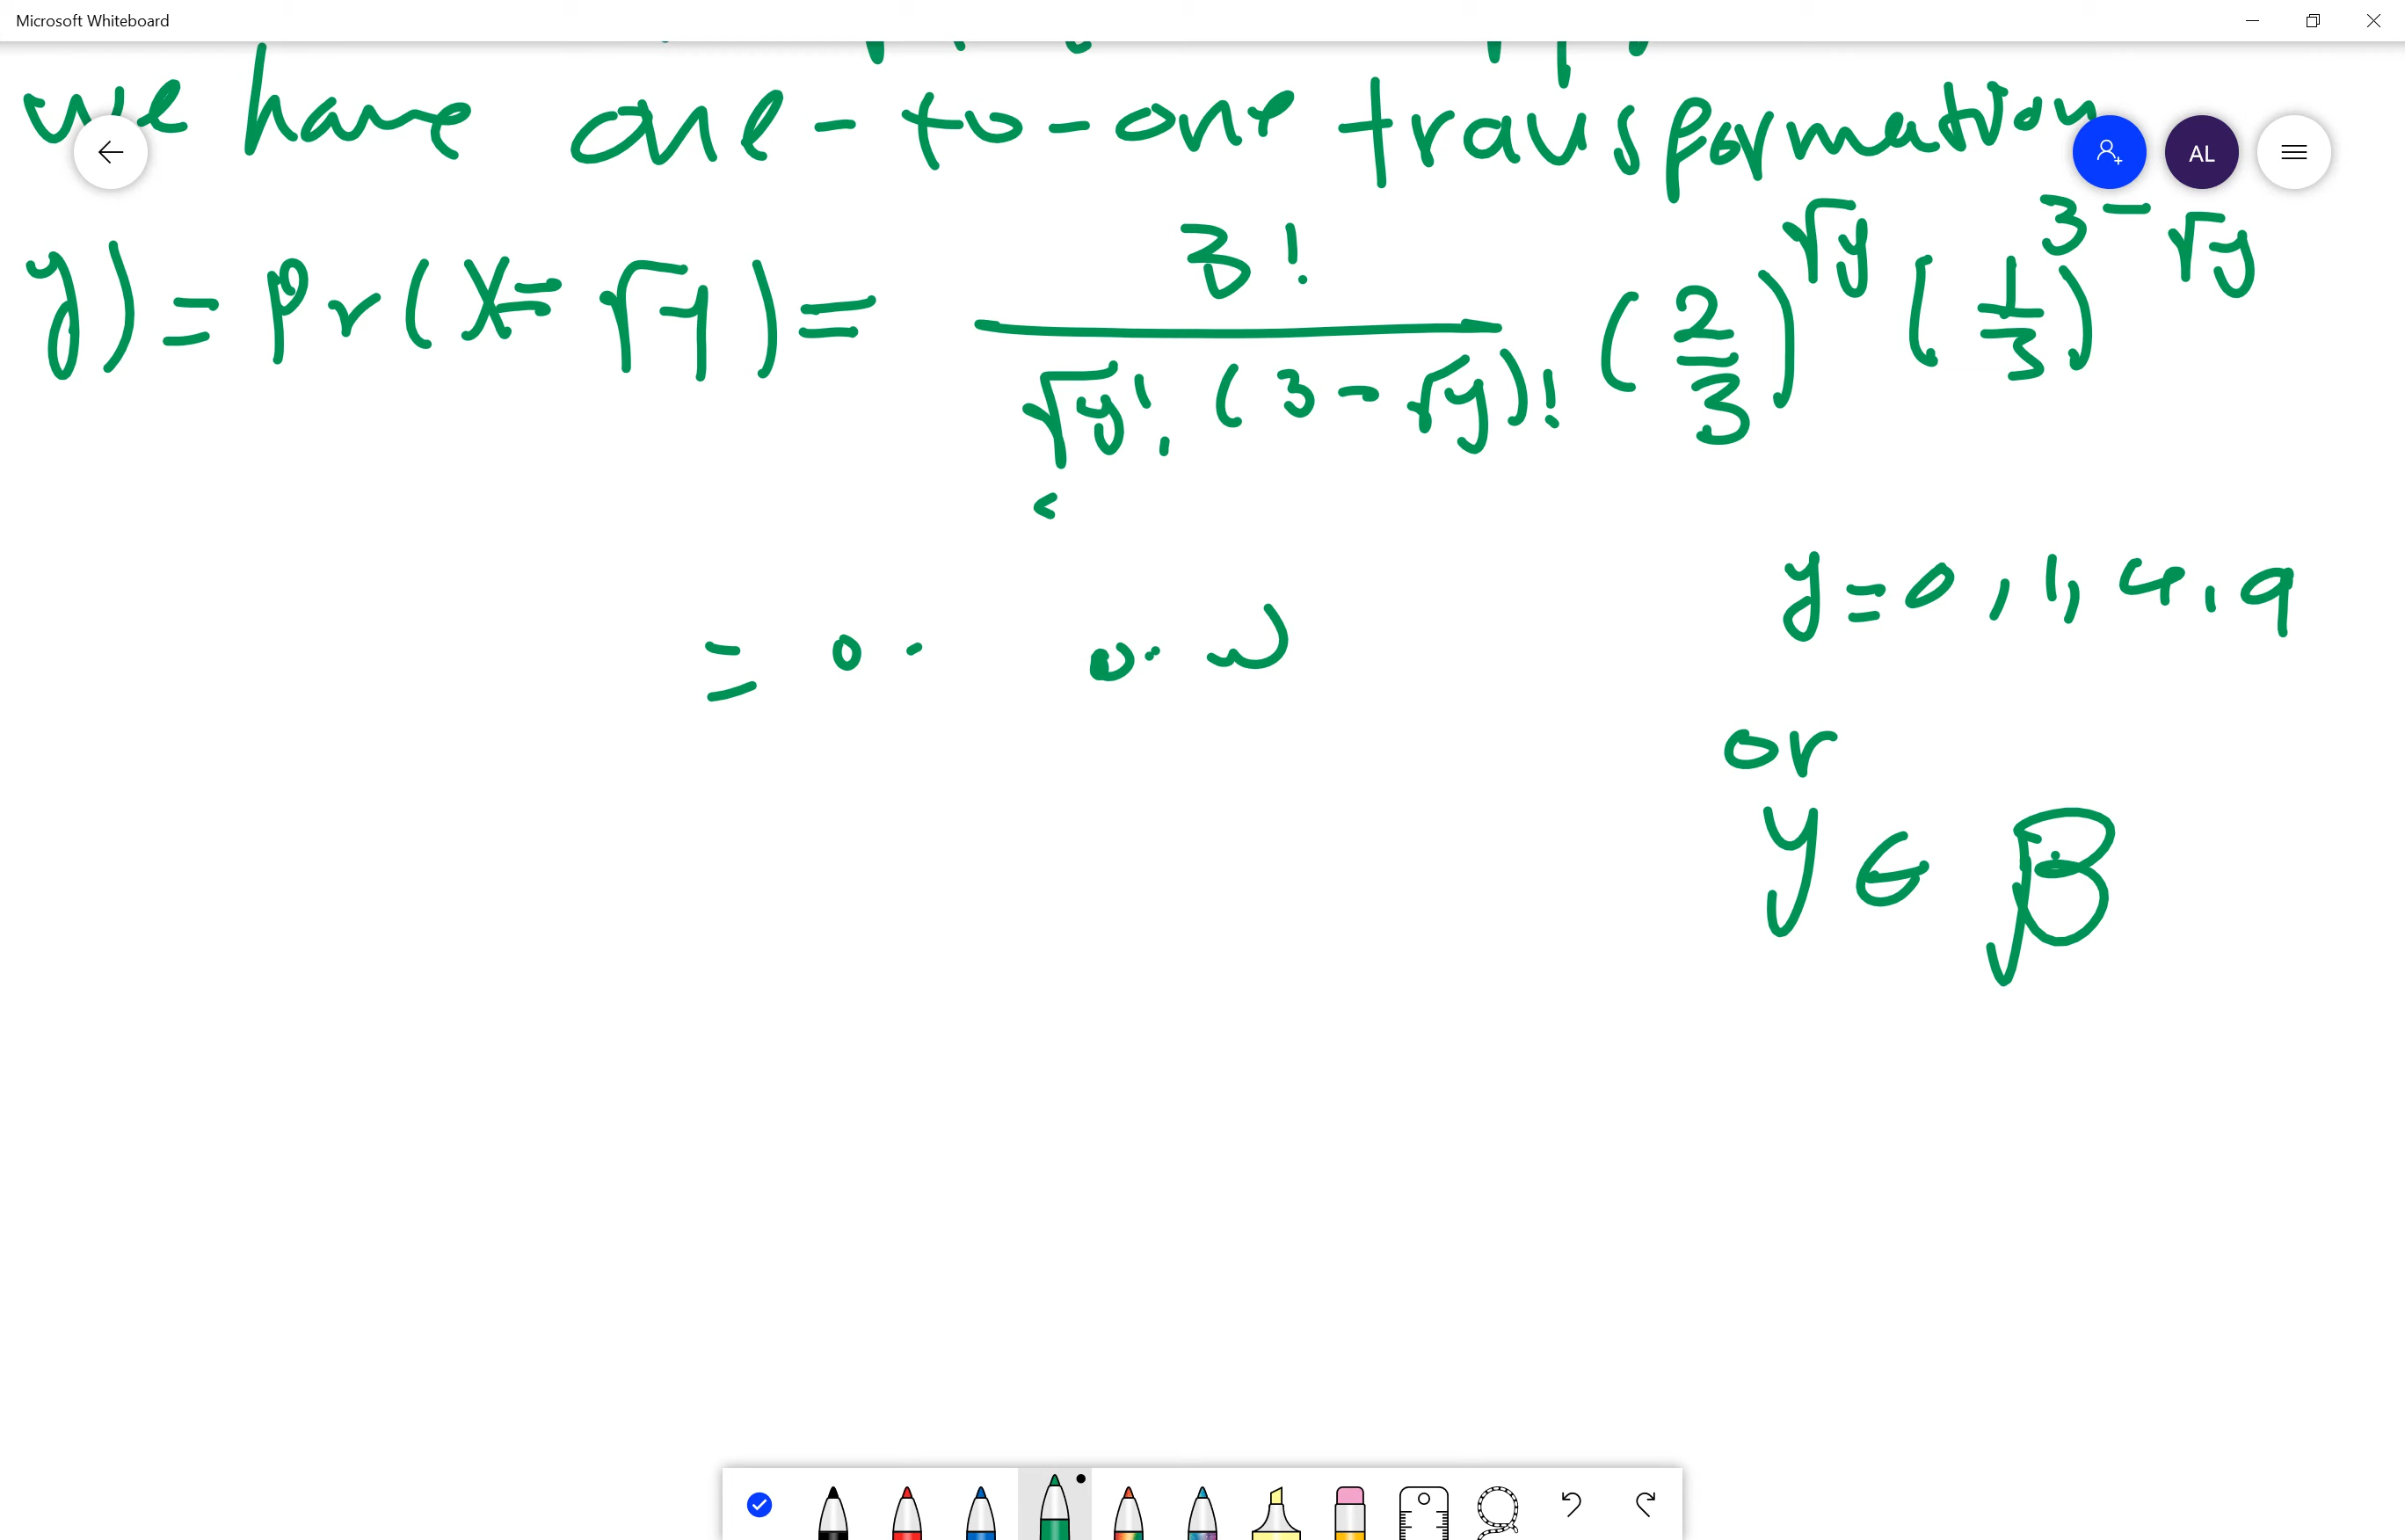 Microsoft Whiteboard
we have one-to-one transformation
AL
y) = Pr(X = √y) = 3! / √y! (3-√y)! (2/3)^√y (1/3)^3-√y
y = 0, 1, 4, 9
= 0
or
y ∈ B